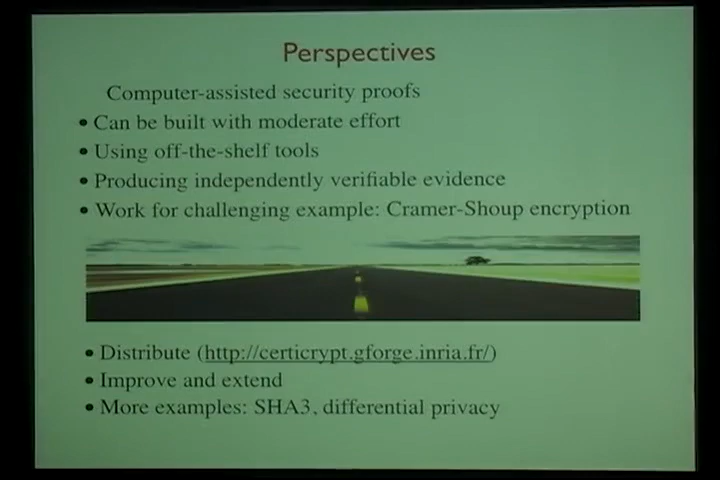 Perspectives
Computer-assisted security proofs
• Can be built with moderate effort
• Using off-the-shelf tools
• Producing independently verifiable evidence
• Work for challenging example: Cramer-Shoup encryption
• Distribute (http://certicrypt.gforge.inria.fr/)
• Improve and extend
• More examples: SHA3, differential privacy